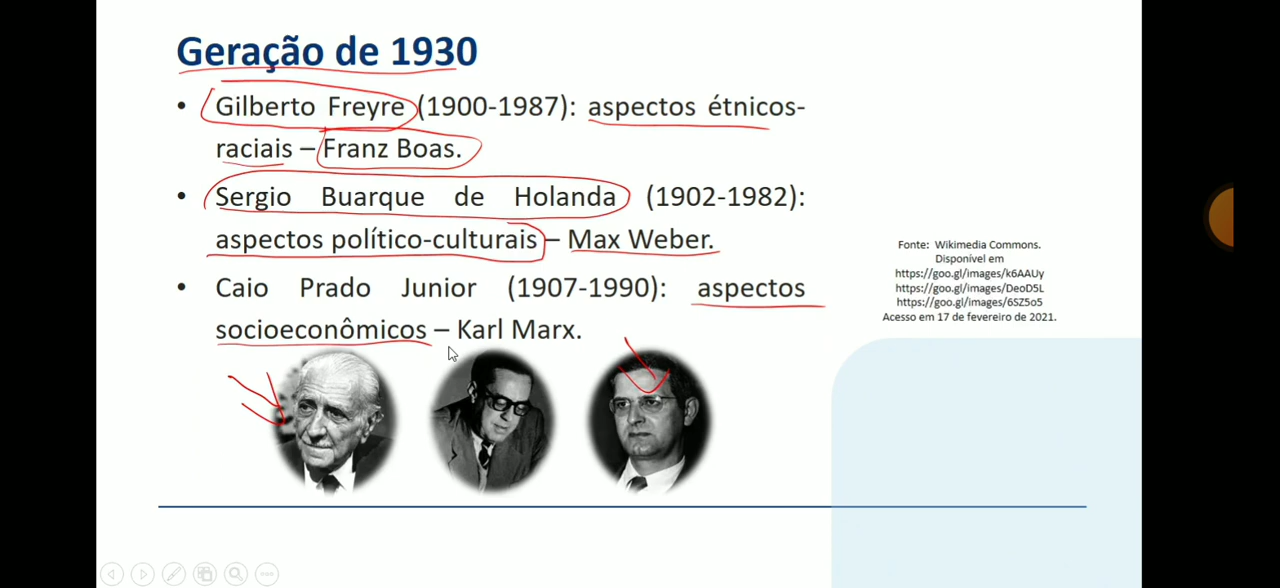 Geração de 1930
• Gilberto Freyre (1900-1987): aspectos étnicos-
raciais – Franz Boas.
• Sergio Buarque de Holanda (1902-1982):
aspectos político-culturais – Max Weber.
• Caio Prado Junior (1907-1990): aspectos
socioeconômicos – Karl Marx.
Fonte: Wikimedia Commons.
Disponível em
https://goo.gl/images/k6AAUy
https://goo.gl/images/DeoD5L
https://goo.gl/images/6SZ5o5
Acesso em 17 de fevereiro de 2021.